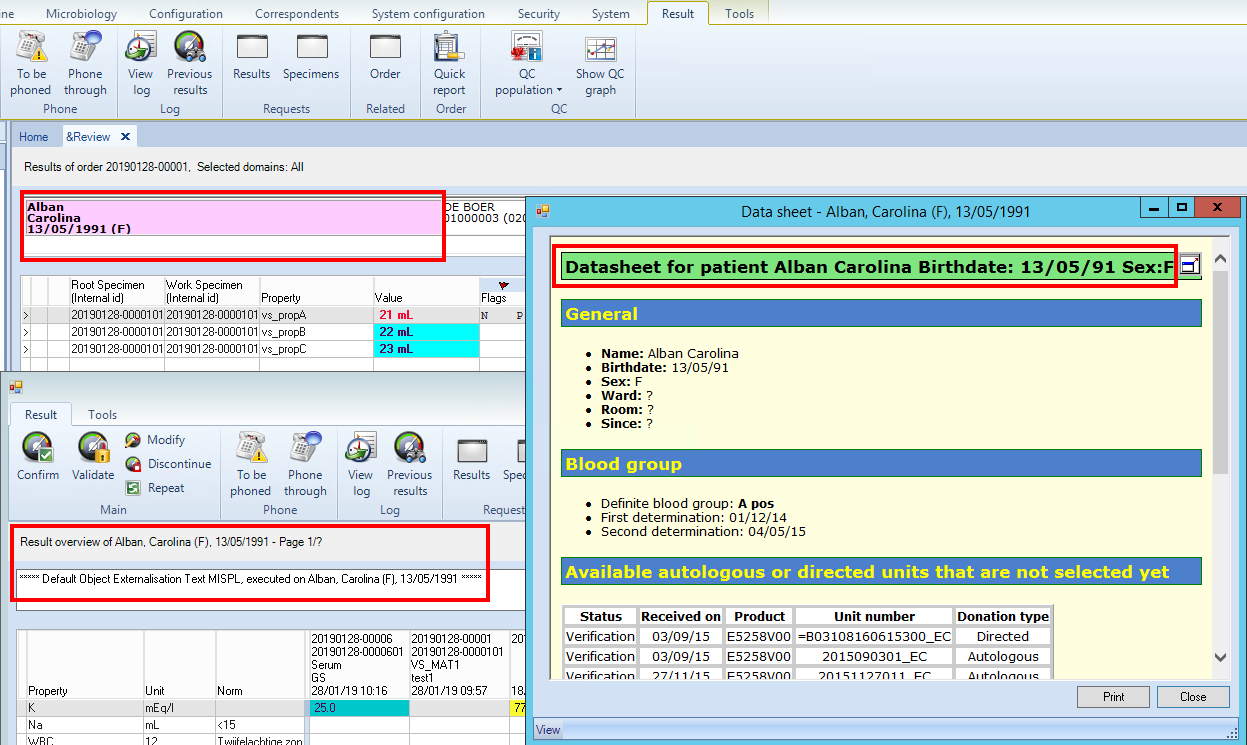 ine Microbiology Configuration Correspondents System configuration Security System Result Tools
To be phoned Phone through View log Previous results Results Specimens Order Quick report QC population Show QC graph
Phone Log Requests Related Order QC
Home &Review X
Results of order 20190128-00001, Selected domains: All
Alban
Carolina
13/05/1991 (F)
DE BOER
01000003 (020
Root Specimen (Internal id) Work Specimen (Internal id) Property Value Flags
20190128-0000101 20190128-0000101 vs_propA 21 mL N P
20190128-0000101 20190128-0000101 vs_propB 22 mL
20190128-0000101 20190128-0000101 vs_propC 23 mL
Result Tools
Confirm Validate Modify Discontinue Repeat To be phoned Phone through View log Previous results Results Spec
Main Phone Log Request
Result overview of Alban, Carolina (F), 13/05/1991 - Page 1/?
***** Default Object Externalisation Text MISPL, executed on Alban, Carolina (F), 13/05/1991 *****
20190128-00006 20190128-00001 201
20190128-0000601 20190128-0000101
Serum VS_MAT1
GS test1
Property Unit Norm 28/01/19 10:16 28/01/19 09:57 18.
K mEq/l 25.0 77
Na mL <15
WBC 12 Twijfelachtige zon
Data sheet - Alban, Carolina (F), 13/05/1991
Datasheet for patient Alban Carolina Birthdate: 13/05/91 Sex:F
General
• Name: Alban Carolina
• Birthdate: 13/05/91
• Sex: F
• Ward: ?
• Room: ?
• Since: ?
Blood group
• Definite blood group: A pos
• First determination: 01/12/14
• Second determination: 04/05/15
Available autologous or directed units that are not selected yet
Status Received on Product Unit number Donation type
Verification 03/09/15 E5258V00 =B03108160615300_EC Directed
Verification 03/09/15 E5258V00 2015090301_EC Autologous
Verification 27/11/15 E5258V00 20151127011_EC Autologous
Print Close
View